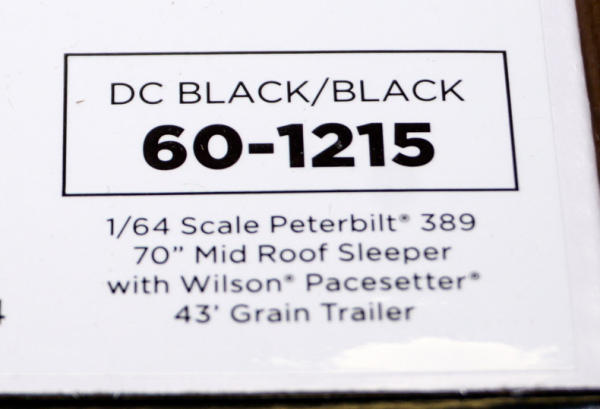 DC BLACK/BLACK
60-1215
1/64 Scale Peterbilt® 389
70” Mid Roof Sleeper
with Wilson® Pacesetter®
43’ Grain Trailer